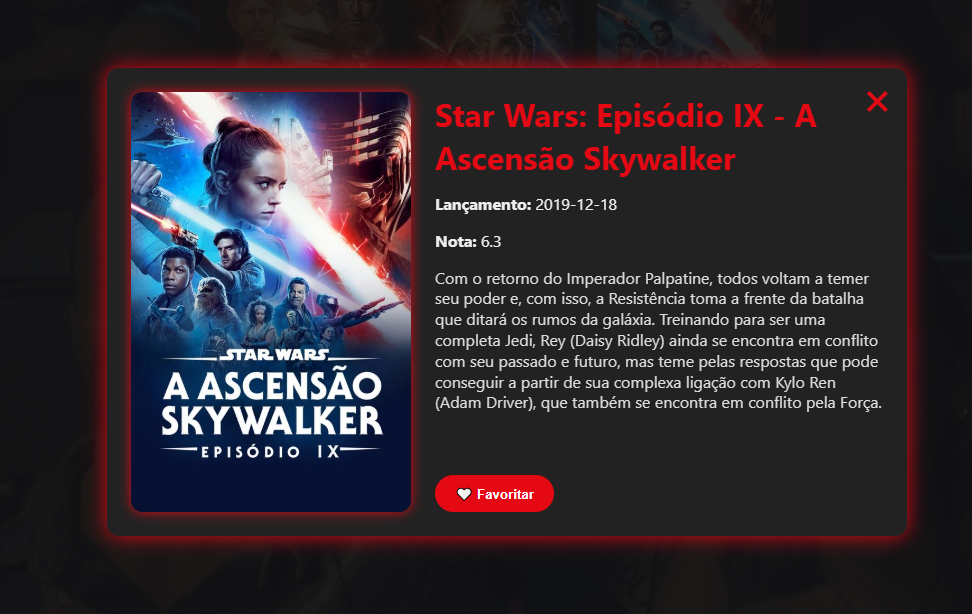 STAR WARS
A ASCENSÃO
SKYWALKER
EPISÓDIO IX
Star Wars: Episódio IX - A
Ascensão Skywalker
Lançamento: 2019-12-18
Nota: 6.3
Com o retorno do Imperador Palpatine, todos voltam a temer
seu poder e, com isso, a Resistência toma a frente da batalha
que ditará os rumos da galáxia. Treinando para ser uma
completa Jedi, Rey (Daisy Ridley) ainda se encontra em conflito
com seu passado e futuro, mas teme pelas respostas que pode
conseguir a partir de sua complexa ligação com Kylo Ren
(Adam Driver), que também se encontra em conflito pela Força.
Favoritar